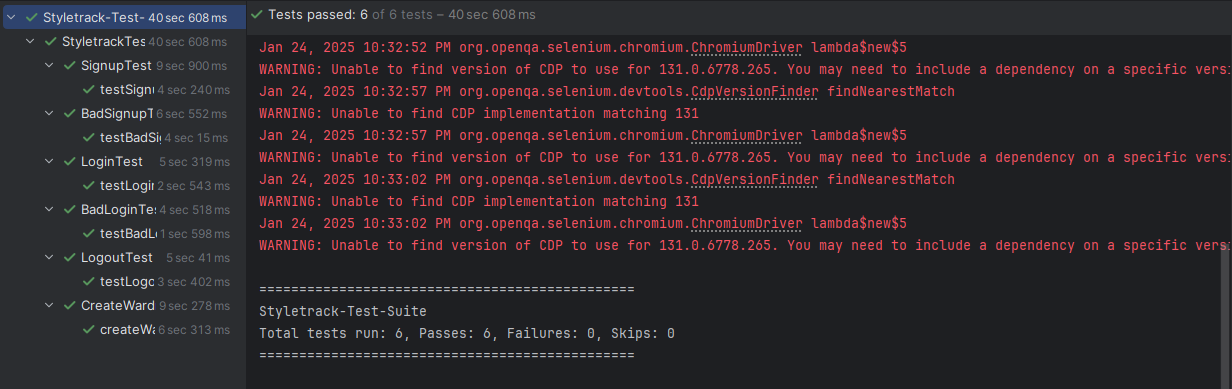 Styletrack-Test- 40 sec 608 ms
StyletrackTes 40 sec 608 ms
SignupTest 9 sec 900 ms
testSignu 4 sec 240 ms
BadSignupT 6 sec 552 ms
testBadSig 4 sec 15 ms
LoginTest 5 sec 319 ms
testLogin 2 sec 543 ms
BadLoginTes 4 sec 518 ms
testBadL 1 sec 598 ms
LogoutTest 5 sec 41 ms
testLogo 3 sec 402 ms
CreateWard 9 sec 278 ms
createWa 6 sec 313 ms
Tests passed: 6 of 6 tests – 40 sec 608 ms
Jan 24, 2025 10:32:52 PM org.openqa.selenium.chromium.ChromiumDriver lambda$new$5
WARNING: Unable to find version of CDP to use for 131.0.6778.265. You may need to include a dependency on a specific versi
Jan 24, 2025 10:32:57 PM org.openqa.selenium.devtools.CdpVersionFinder findNearestMatch
WARNING: Unable to find CDP implementation matching 131
Jan 24, 2025 10:32:57 PM org.openqa.selenium.chromium.ChromiumDriver lambda$new$5
WARNING: Unable to find version of CDP to use for 131.0.6778.265. You may need to include a dependency on a specific versi
Jan 24, 2025 10:33:02 PM org.openqa.selenium.devtools.CdpVersionFinder findNearestMatch
WARNING: Unable to find CDP implementation matching 131
Jan 24, 2025 10:33:02 PM org.openqa.selenium.chromium.ChromiumDriver lambda$new$5
WARNING: Unable to find version of CDP to use for 131.0.6778.265. You may need to include a dependency on a specific versi
===============================================
Styletrack-Test-Suite
Total tests run: 6, Passes: 6, Failures: 0, Skips: 0
===============================================